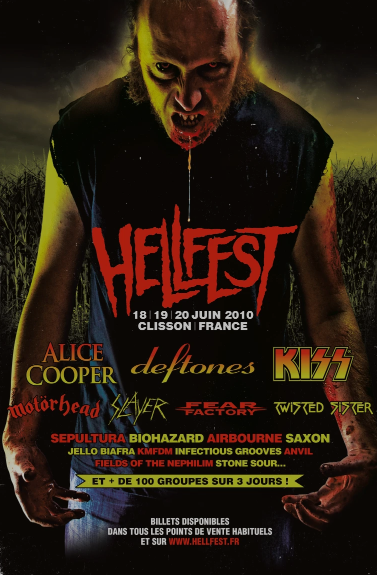 HELLFEST
18|19|20 JUIN 2010
CLISSON|FRANCE
ALICE COOPER deftones KISS
motörhead SLAYER FEAR FACTORY TWISTED SISTER
SEPULTURA BIOHAZARD AIRBOURNE SAXON
JELLO BIAFRA KMFDM INFECTIOUS GROOVES ANVIL
FIELDS OF THE NEPHILIM STONE SOUR...
ET + DE 100 GROUPES SUR 3 JOURS !
BILLETS DISPONIBLES
DANS TOUS LES POINTS DE VENTE HABITUELS
ET SUR WWW.HELLFEST.FR